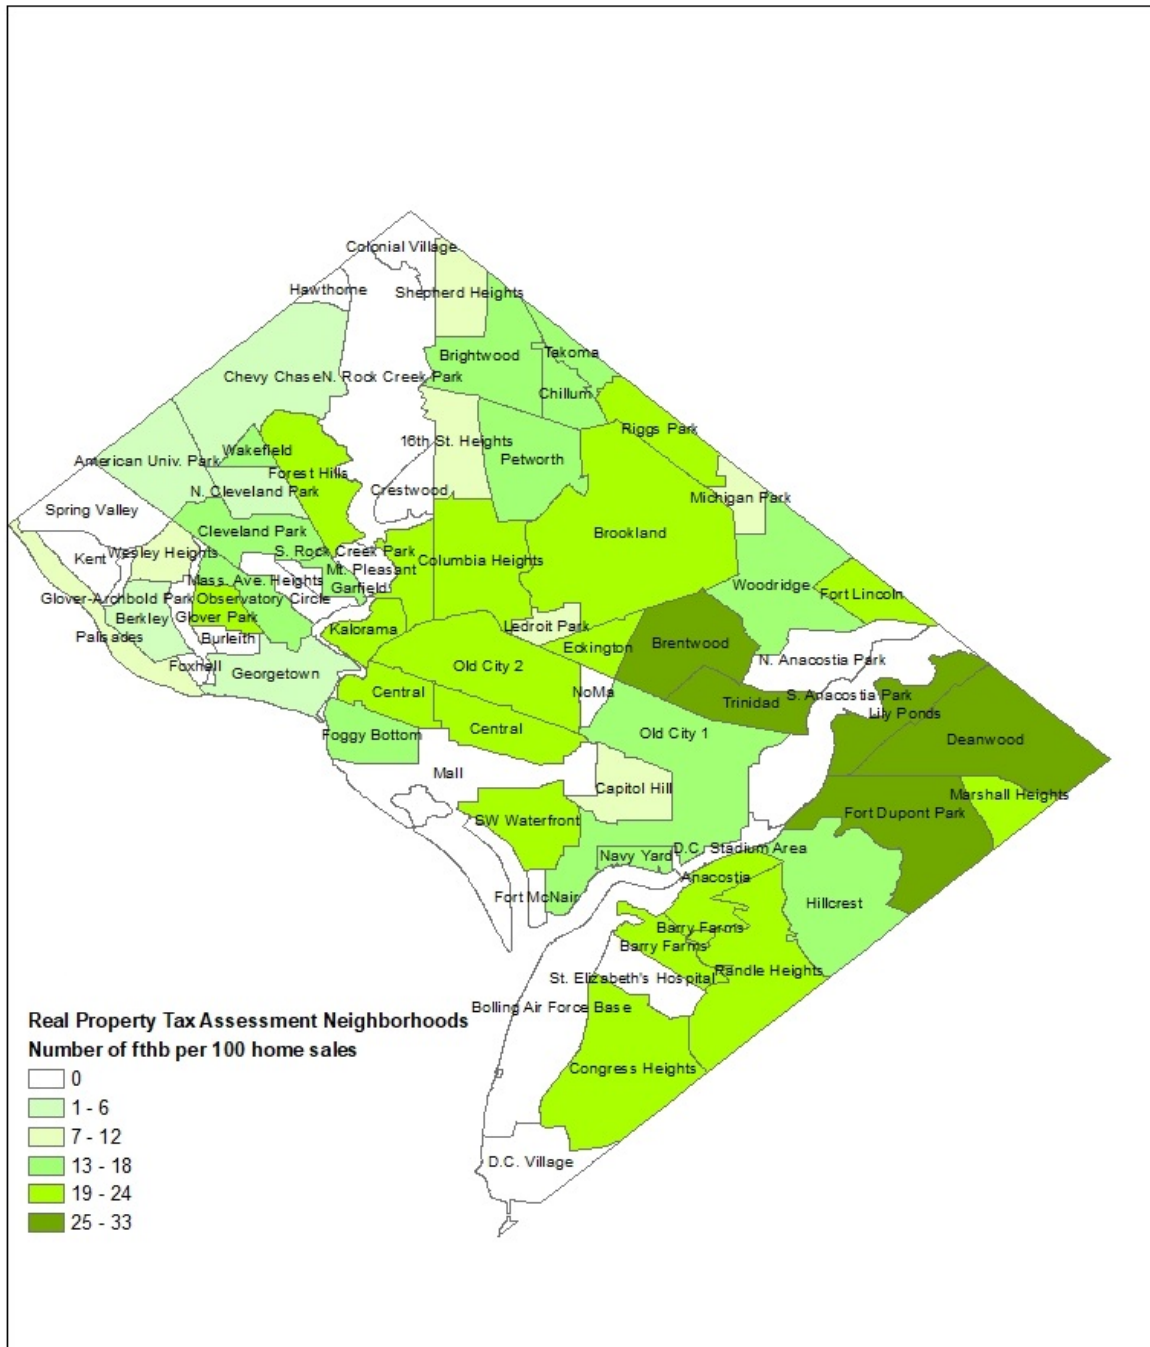 Colonial Village
Hawthorne
Shepherd Heights
Brightwood
Takoma
Chevy Chase
N. Rock Creek Park
Chillum
Riggs Park
16th St. Heights
Wakefield
Petworth
American Univ. Park
Forest Hills
N. Cleveland Park
Crestwood
Michigan Park
Spring Valley
Cleveland Park
Brookland
Kent
Wesley Heights
S. Rock Creek Park
Columbia Heights
Mt. Pleasant
Mass. Ave. Heights
Garfield
Woodridge
Fort Lincoln
Glover-Archbold Park
Observatory Circle
Berkley
Glover Park
Palisades
Burleith
Kalorama
Ledroit Park
Eckington
Brentwood
Foxhall
Georgetown
Old City 2
N. Anacostia Park
Central
NoMa
Trinidad
S. Anacostia Park
Lily Ponds
Foggy Bottom
Central
Old City 1
Deanwood
Mall
Capitol Hill
Marshall Heights
SW Waterfront
Fort Dupont Park
Navy Yard
D.C. Stadium Area
Fort McNair
Anacostia
Hillcrest
Barry Farms
Barry Farms
St. Elizabeth's Hospital
Randle Heights
Bolling Air Force Base
Congress Heights
D.C. Village
Real Property Tax Assessment Neighborhoods
Number of fthb per 100 home sales
0
1 - 6
7 - 12
13 - 18
19 - 24
25 - 33